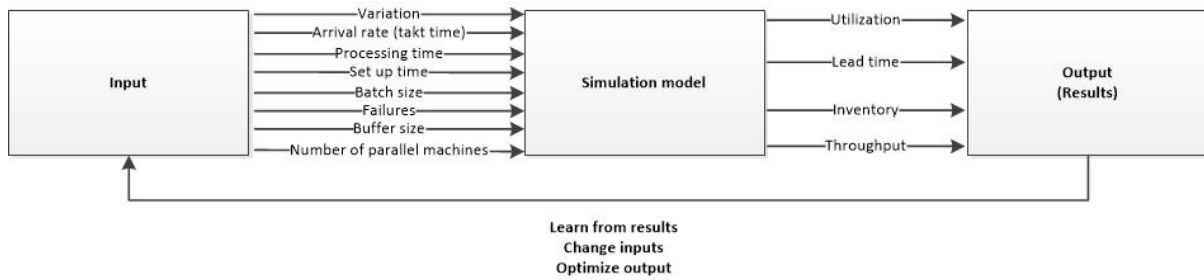 Input
Variation
Arrival rate (takt time)
Processing time
Set up time
Batch size
Failures
Buffer size
Number of parallel machines
Simulation model
Utilization
Lead time
Inventory
Throughput
Output
(Results)
Learn from results
Change inputs
Optimize output